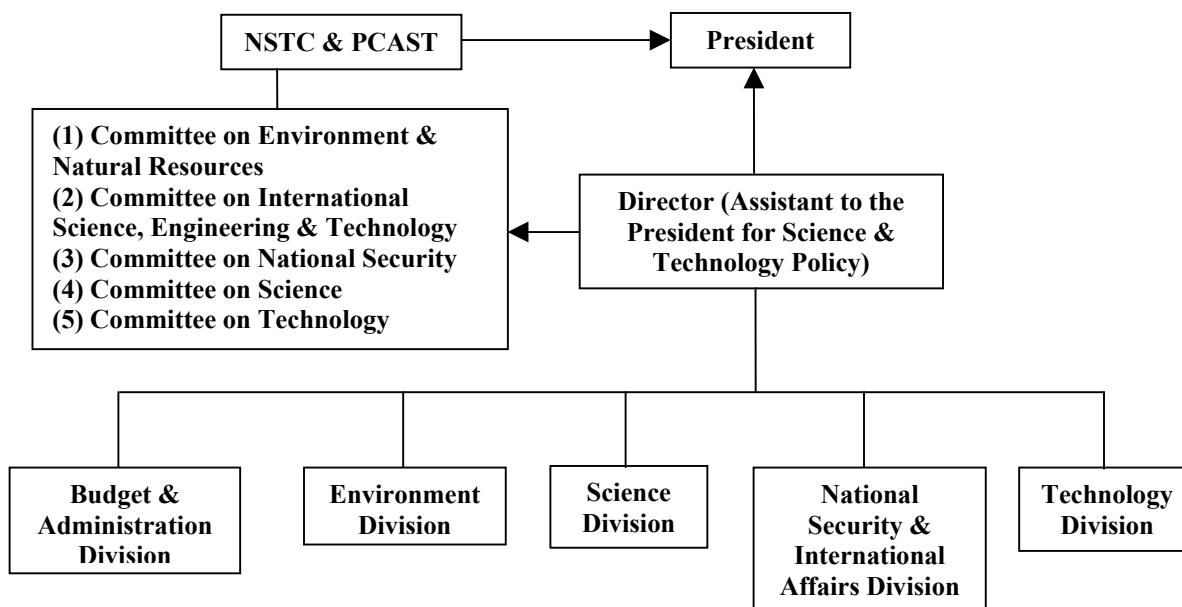 NSTC & PCAST
President
(1) Committee on Environment &
Natural Resources
(2) Committee on International
Science, Engineering & Technology
(3) Committee on National Security
(4) Committee on Science
(5) Committee on Technology
Director (Assistant to the
President for Science &
Technology Policy)
Budget &
Administration
Division
Environment
Division
Science
Division
National
Security &
International
Affairs Division
Technology
Division